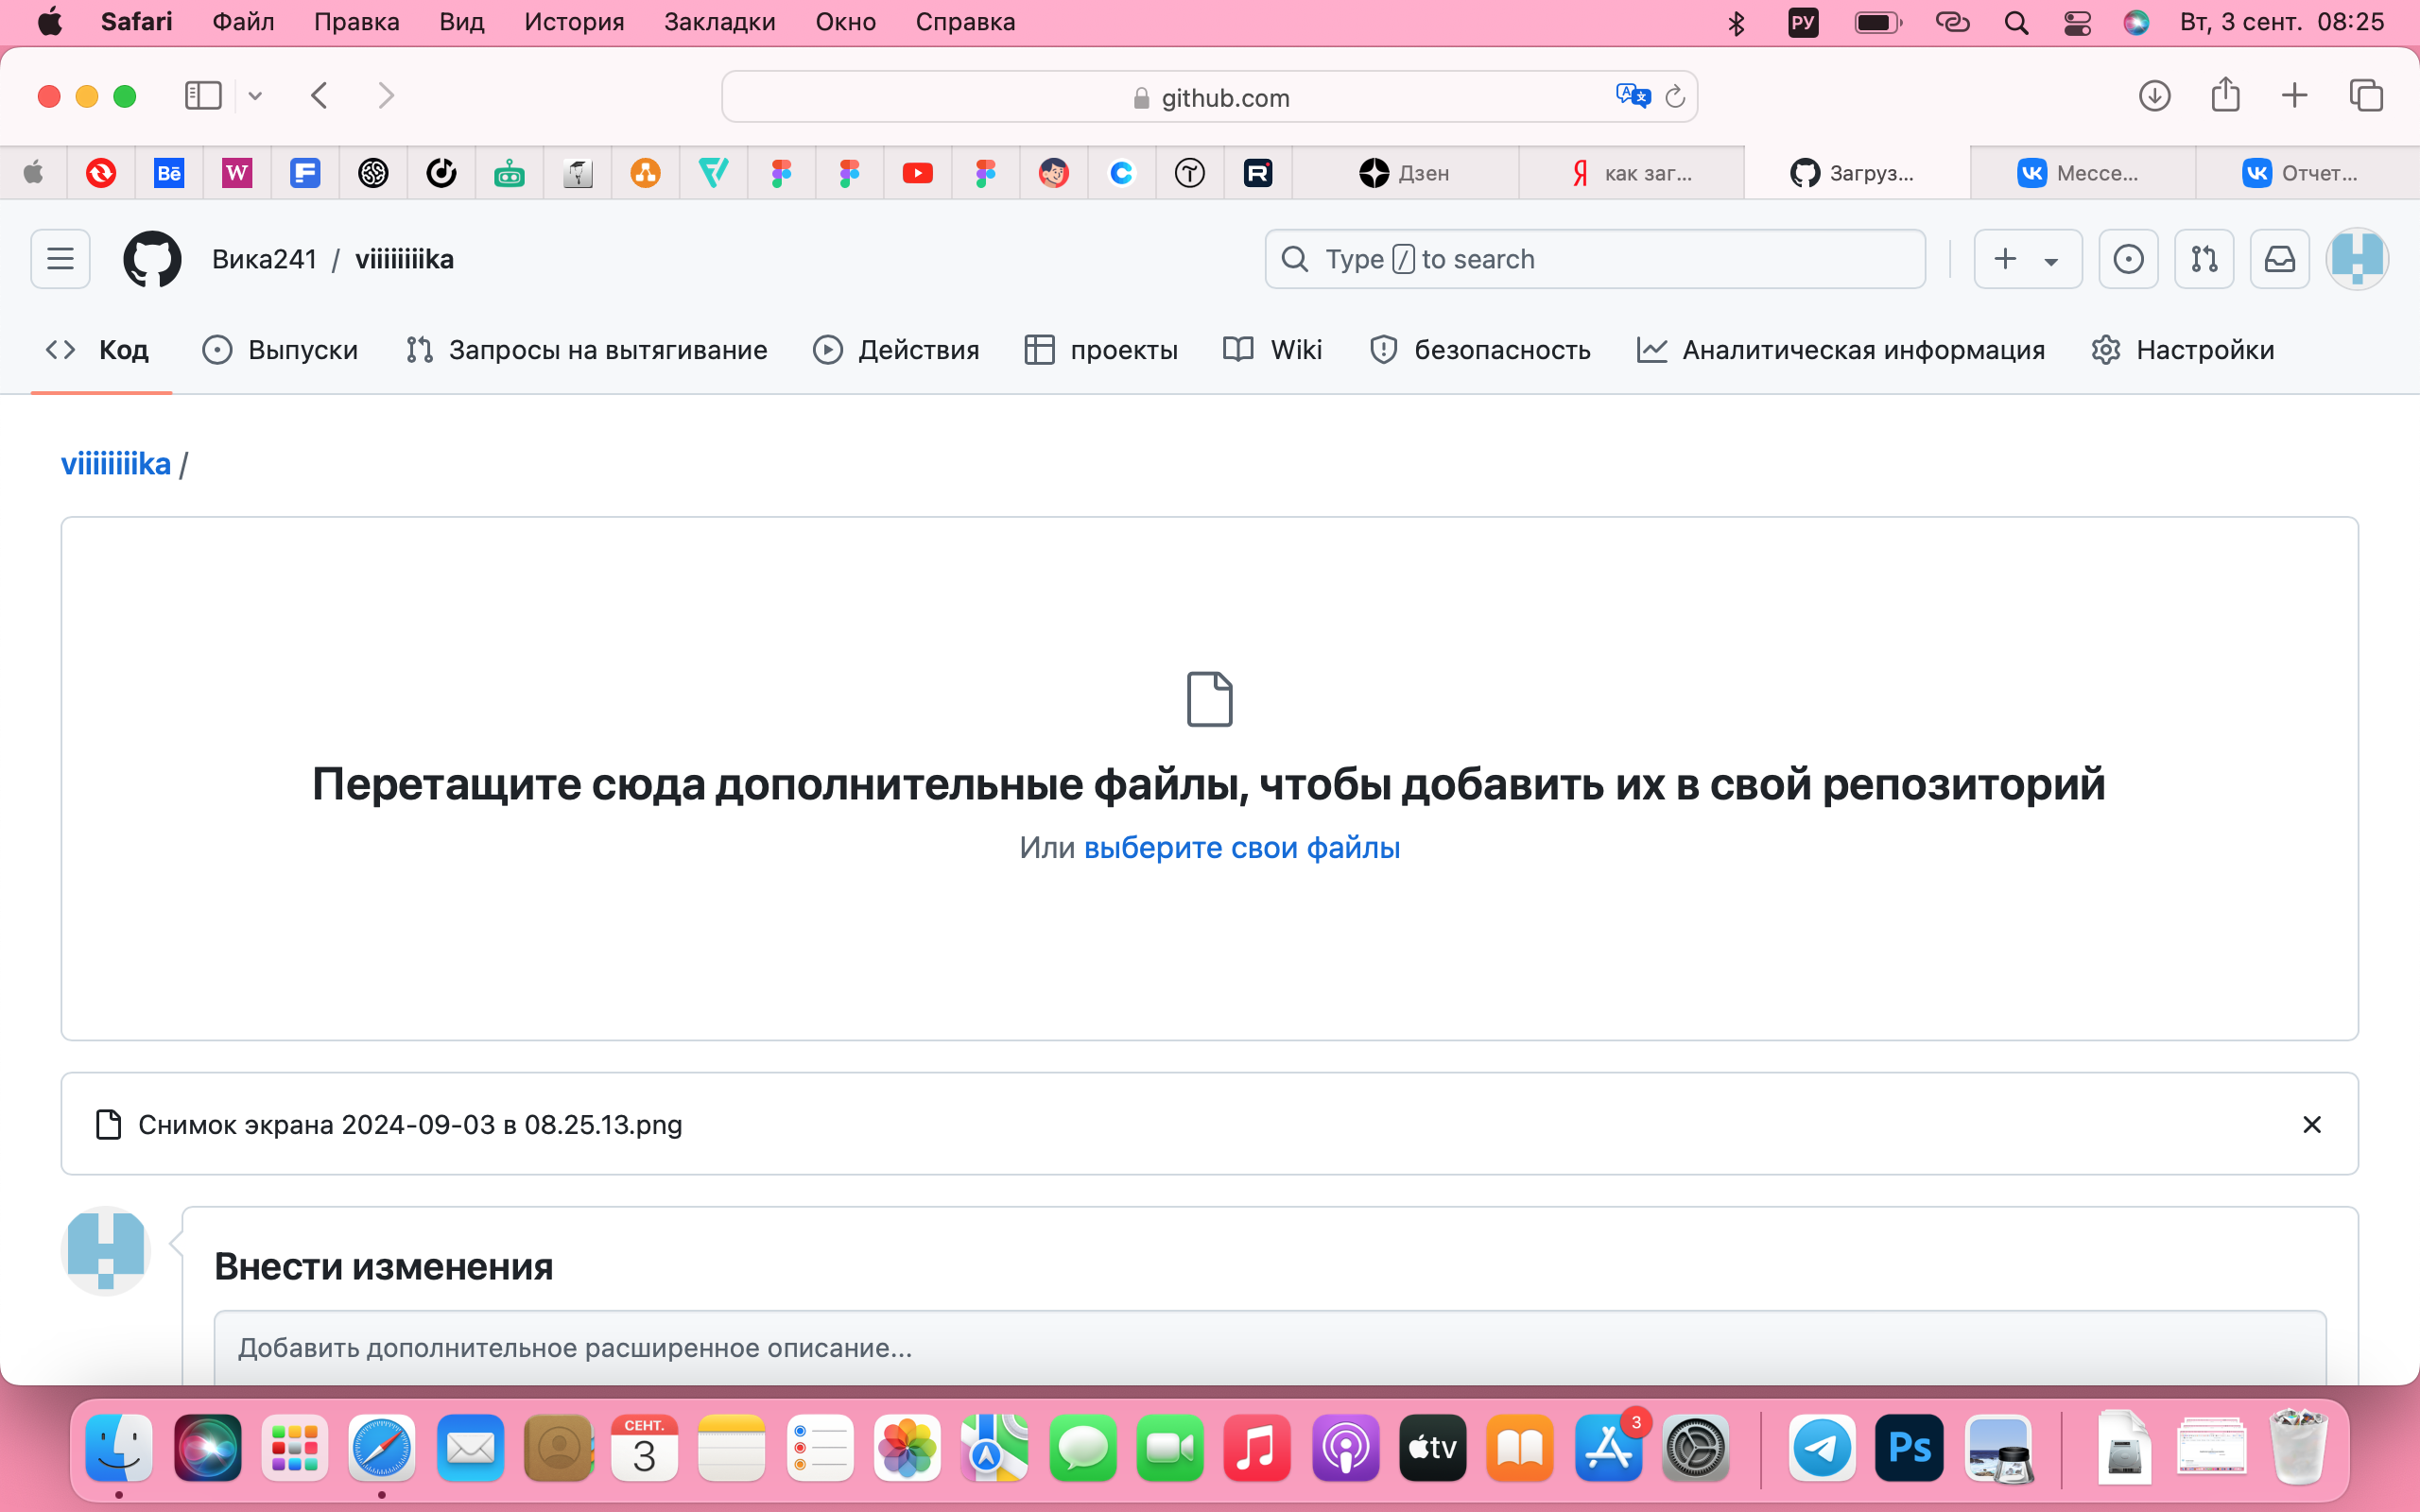 Safari Файл Правка Вид История Закладки Окно Справка РУ Вт, 3 сент. 08:25
github.com
Bē W Дзен как заг... Загруз... Мессе... Отчет...
Вика241 / viiiiiiiika Type / to search
Код Выпуски Запросы на вытягивание Действия проекты Wiki безопасность Аналитическая информация Настройки
viiiiiiiika /
Перетащите сюда дополнительные файлы, чтобы добавить их в свой репозиторий
Или выберите свои файлы
Снимок экрана 2024-09-03 в 08.25.13.png
Внести изменения
Добавить дополнительное расширенное описание...
СЕНТ.
3
tv
3
Ps